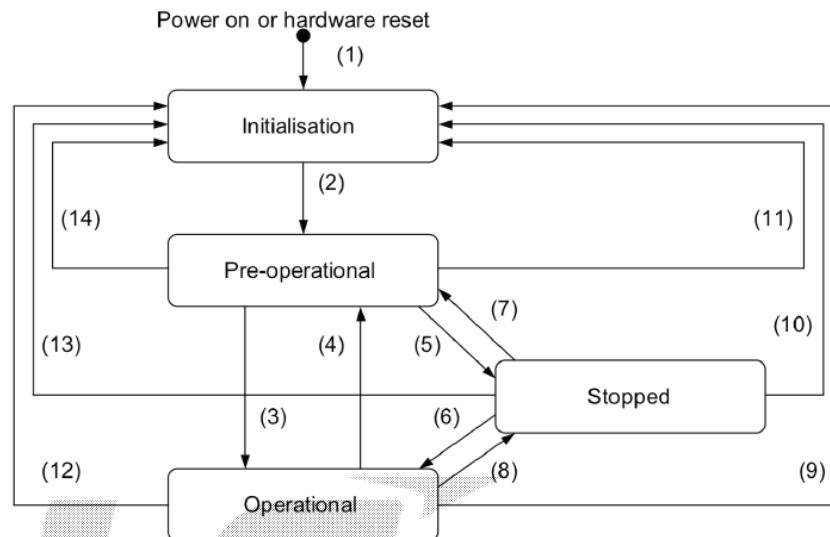 Power on or hardware reset
(1)
Initialisation
(2)
(14)
(11)
Pre-operational
(7)
(13)
(4)
(5)
(10)
Stopped
(3)
(6)
(12)
(8)
(9)
Operational